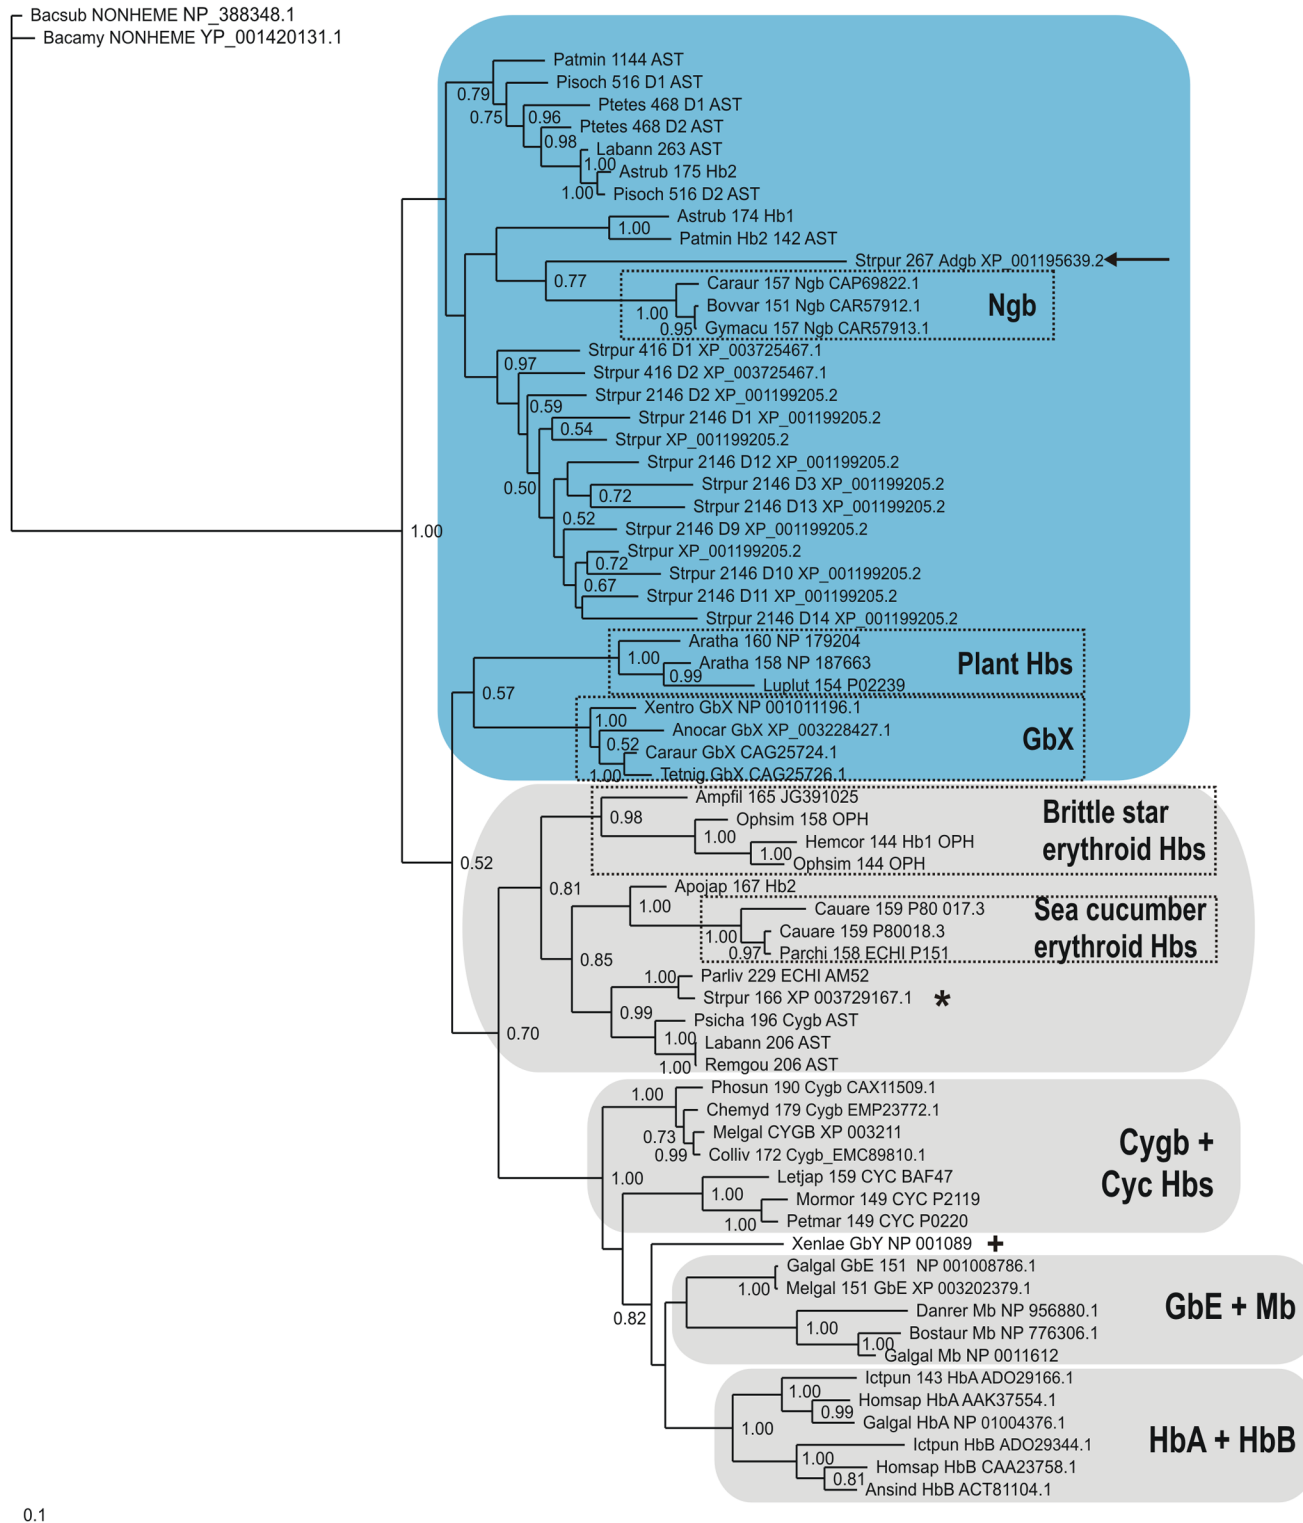 Bacsub NONHEME NP_388348.1
Bacamy NONHEME YP_001420131.1
Patmin 1144 AST
0.79
Pisoch 516 D1 AST
0.75
Ptetes 468 D1 AST
0.96
Ptetes 468 D2 AST
0.98
Labann 263 AST
1.00
Astrub 175 Hb2
1.00
Pisoch 516 D2 AST
Astrub 174 Hb1
1.00
Patmin Hb2 142 AST
Strpur 267 Adgb XP_001195639.2
0.77
Caraur 157 Ngb CAP69822.1
Ngb
1.00
Bovvar 151 Ngb CAR57912.1
0.95
Gymacu 157 Ngb CAR57913.1
Strpur 416 D1 XP_003725467.1
0.97
Strpur 416 D2 XP_003725467.1
Strpur 2146 D2 XP_001199205.2
0.59
Strpur 2146 D1 XP_001199205.2
0.54
Strpur XP_001199205.2
Strpur 2146 D12 XP_001199205.2
0.50
Strpur 2146 D3 XP_001199205.2
0.72
Strpur 2146 D13 XP_001199205.2
0.52
Strpur 2146 D9 XP_001199205.2
1.00
Strpur XP_001199205.2
0.72
Strpur 2146 D10 XP_001199205.2
0.67
Strpur 2146 D11 XP_001199205.2
Strpur 2146 D14 XP_001199205.2
Aratha 160 NP 179204
1.00
Aratha 158 NP 187663
Plant Hbs
0.99
Luplut 154 P02239
0.57
Xentro GbX NP 001011196.1
1.00
Anocar GbX XP_003228427.1
GbX
0.52
Caraur GbX CAG25724.1
1.00
Tetnig GbX CAG25726.1
Ampfil 165 JG391025
Brittle star
erythroid Hbs
0.98
Ophsim 158 OPH
1.00
Hemcor 144 Hb1 OPH
1.00
Ophsim 144 OPH
0.52
0.81
Apojap 167 Hb2
1.00
Cauare 159 P80 017.3
Sea cucumber
erythroid Hbs
1.00
Cauare 159 P80018.3
0.97
Parchi 158 ECHI P151
0.85
Parliv 229 ECHI AM52
1.00
Strpur 166 XP 003729167.1 *
0.99
Psicha 196 Cygb AST
0.70
1.00
Labann 206 AST
1.00
Remgou 206 AST
Phosun 190 Cygb CAX11509.1
1.00
Chemyd 179 Cygb EMP23772.1
0.73
Melgal CYGB XP 003211
Cygb +
Cyc Hbs
0.99
Colliv 172 Cygb_EMC89810.1
1.00
Letjap 159 CYC BAF47
1.00
Mormor 149 CYC P2119
1.00
Petmar 149 CYC P0220
Xenlae GbY NP 001089 +
Galgal GbE 151 NP 001008786.1
1.00
Melgal 151 GbE XP 003202379.1
GbE + Mb
0.82
Danrer Mb NP 956880.1
1.00
Bostaur Mb NP 776306.1
1.00
Galgal Mb NP 0011612
Ictpun 143 HbA ADO29166.1
1.00
Homsap HbA AAK37554.1
0.99
Galgal HbA NP 01004376.1
1.00
HbA + HbB
Ictpun HbB ADO29344.1
1.00
Homsap HbB CAA23758.1
0.81
Ansind HbB ACT81104.1
0.1